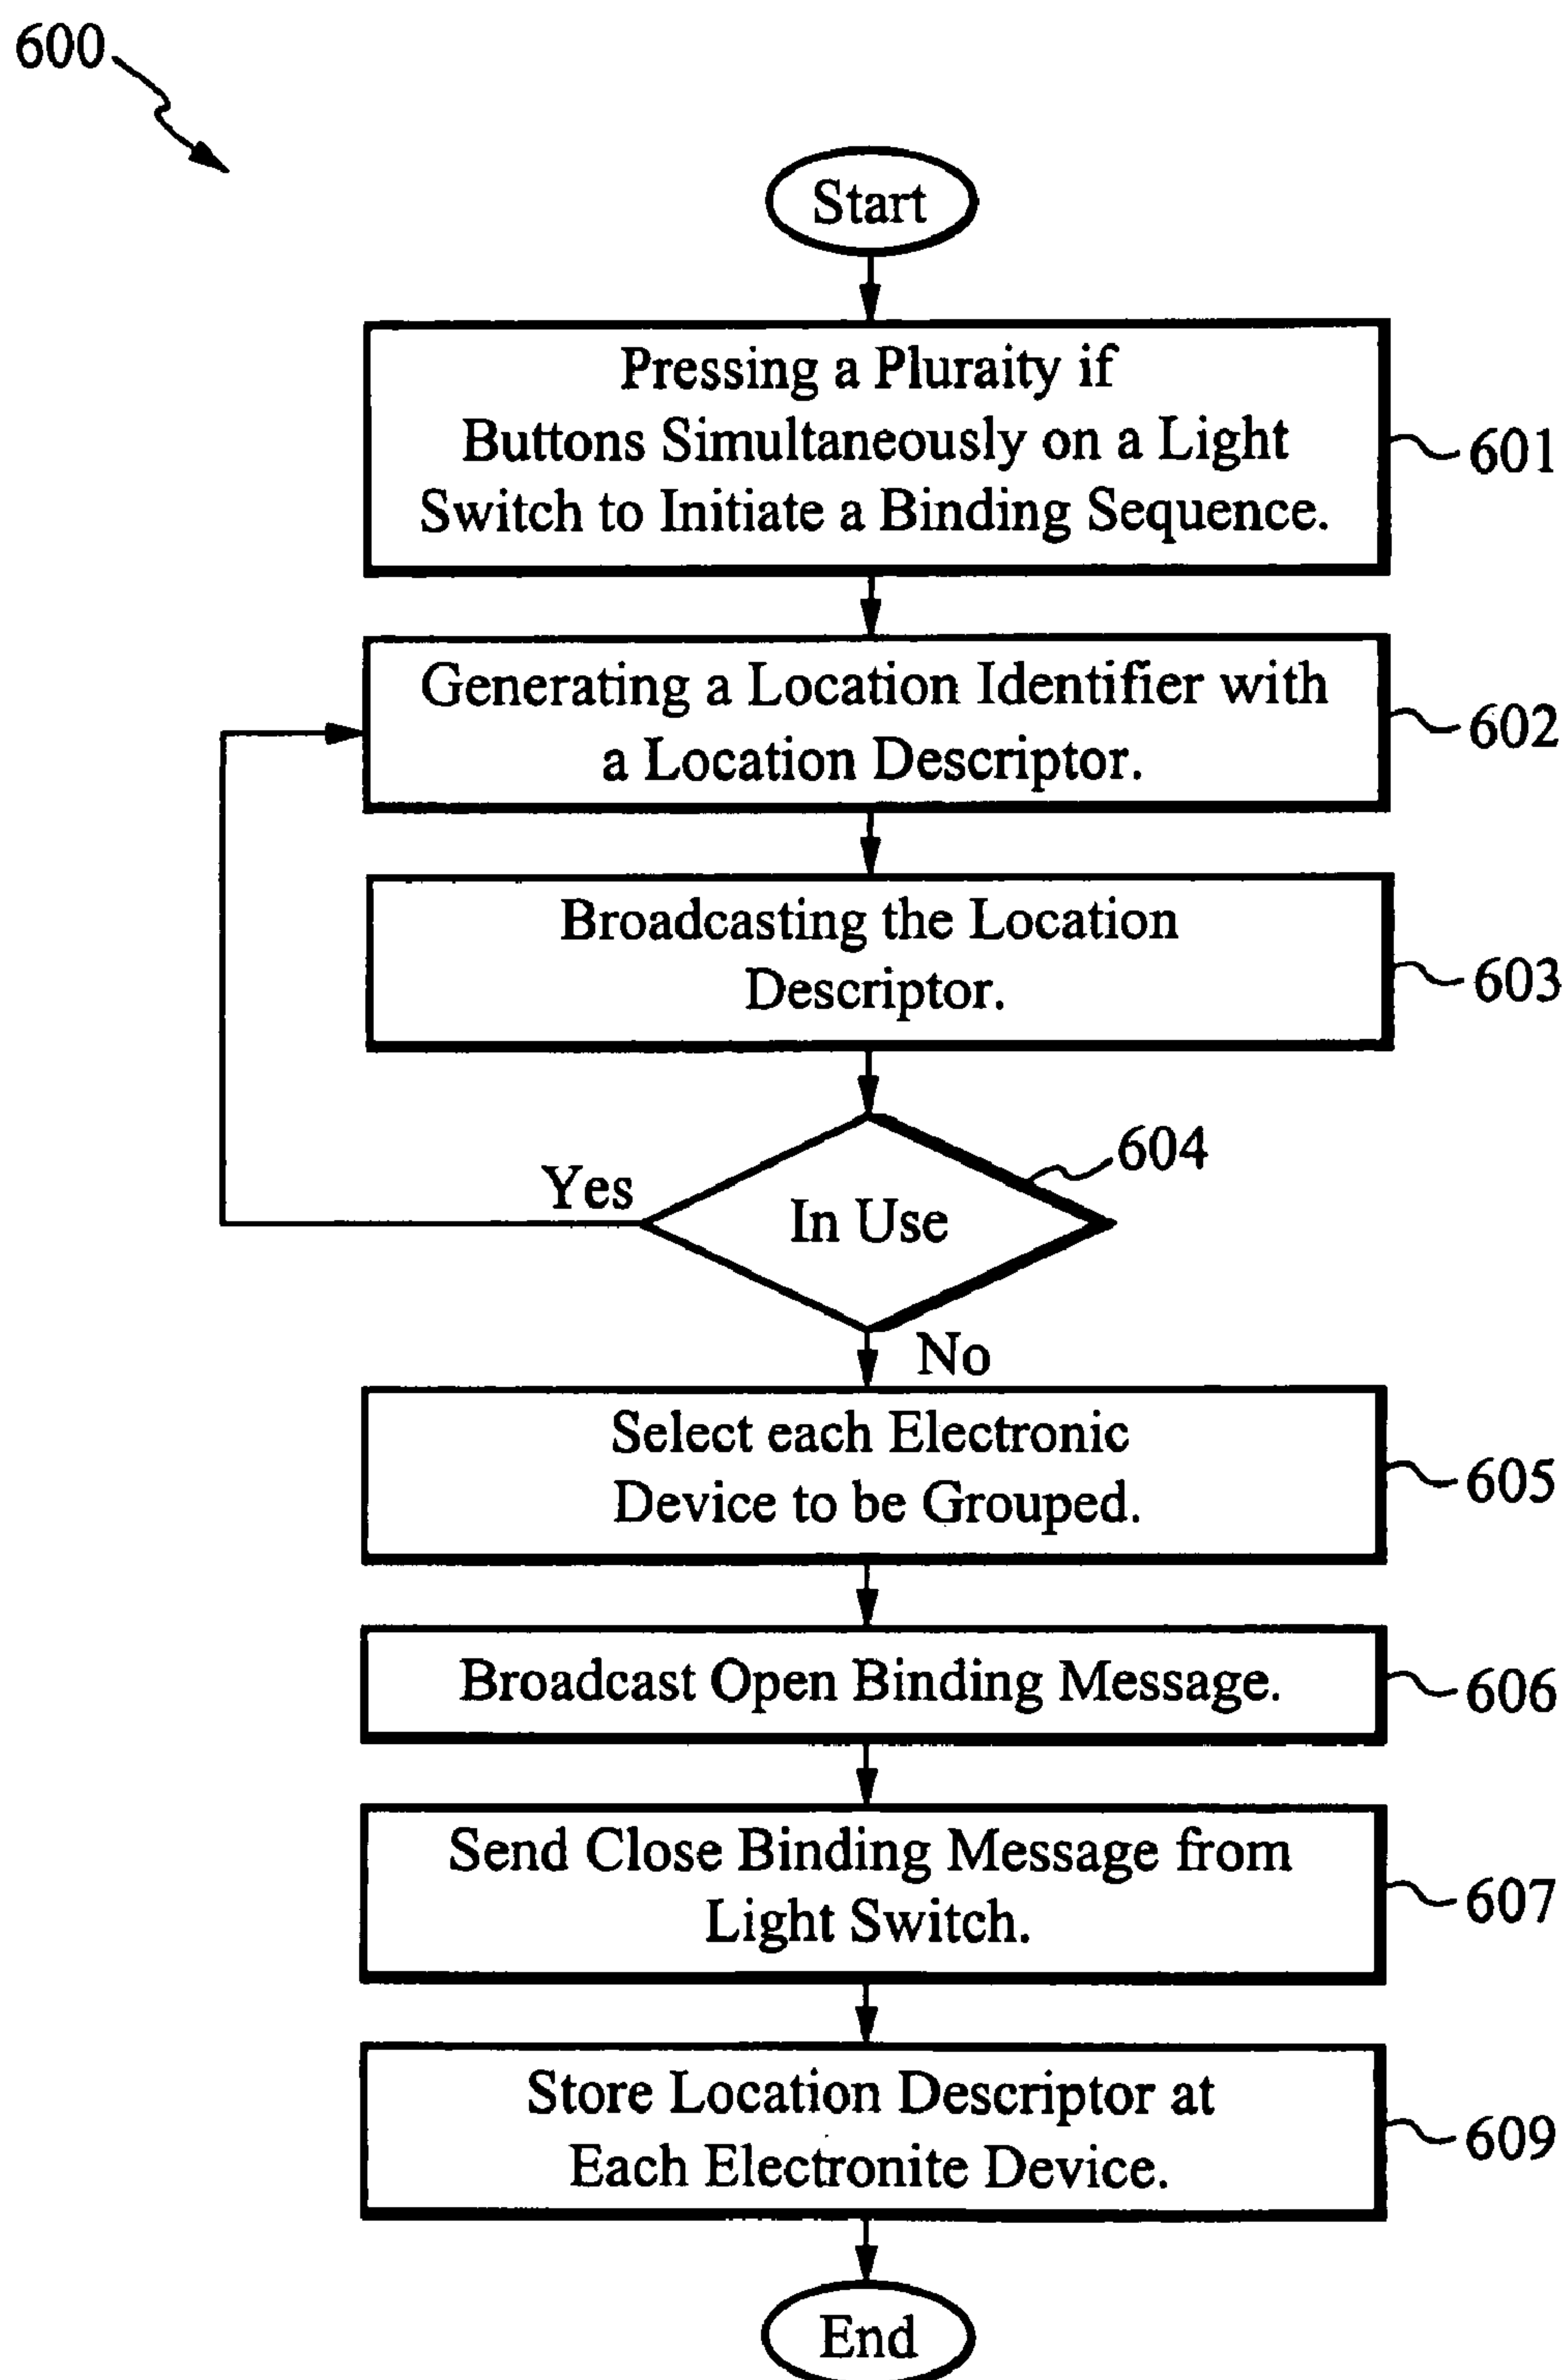 600
Start
Pressing a Pluraity if
Buttons Simultaneously on a Light
Switch to Initiate a Binding Sequence.
601
Generating a Location Identifier with
a Location Descriptor.
602
Broadcasting the Location
Descriptor.
603
604
Yes
In Use
No
Select each Electronic
Device to be Grouped.
605
Broadcast Open Binding Message.
606
Send Close Binding Message from
Light Switch.
607
Store Location Descriptor at
Each Electronite Device.
609
End